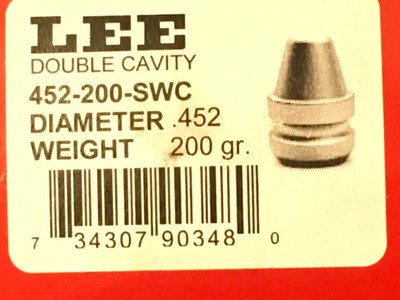 LEE
DOUBLE CAVITY
452-200-SWC
DIAMETER .452
WEIGHT 200 gr.
7 34307 90348 0